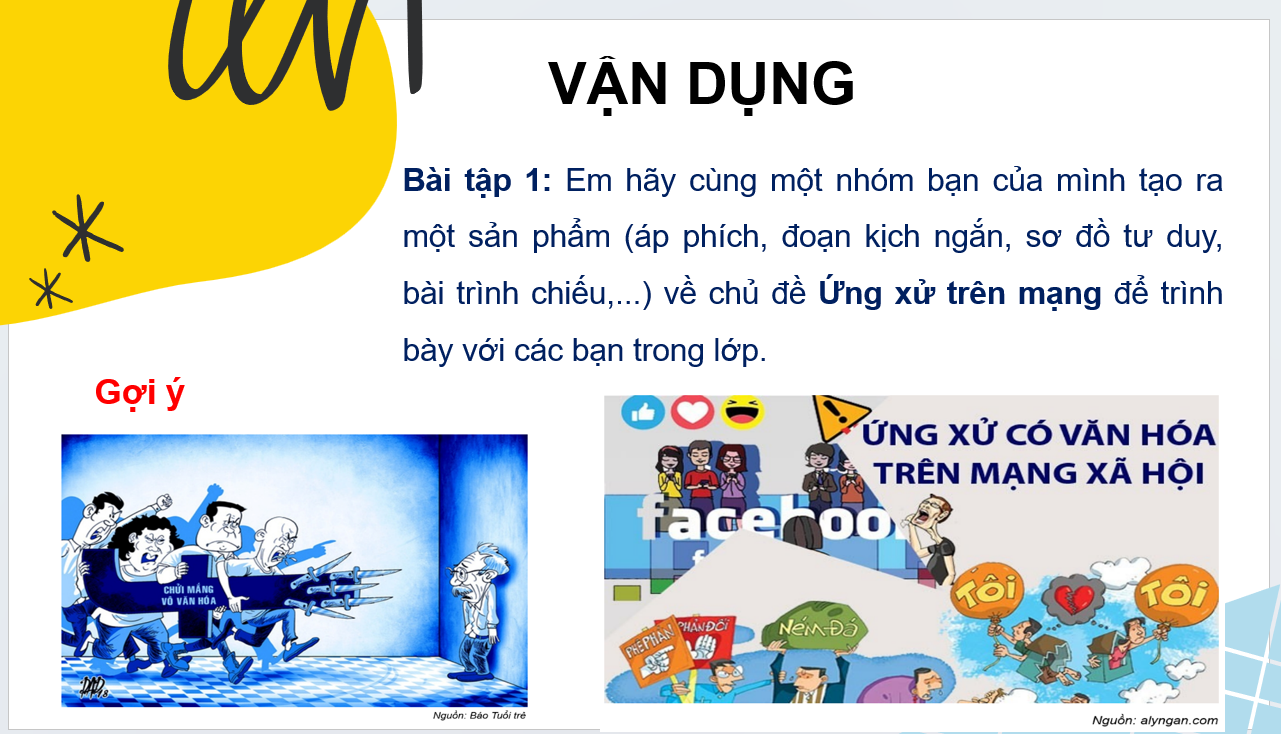 VẬN DỤNG
Bài tập 1: Em hãy cùng một nhóm bạn của mình tạo ra
một sản phẩm (áp phích, đoạn kịch ngắn, sơ đồ tư duy,
bài trình chiếu,...) về chủ đề Ứng xử trên mạng để trình
bày với các bạn trong lớp.
Gợi ý
CHỬI MẮNG
VÔ VĂN HÓA
Nguồn: Báo Tuổi trẻ
ỨNG XỬ CÓ VĂN HÓA
TRÊN MẠNG XÃ HỘI
faceboo
TÔI
TÔI
PHÊ PHÁN
PHẢN ĐỐI
NÉM ĐÁ
Nguồn: alyngan.com